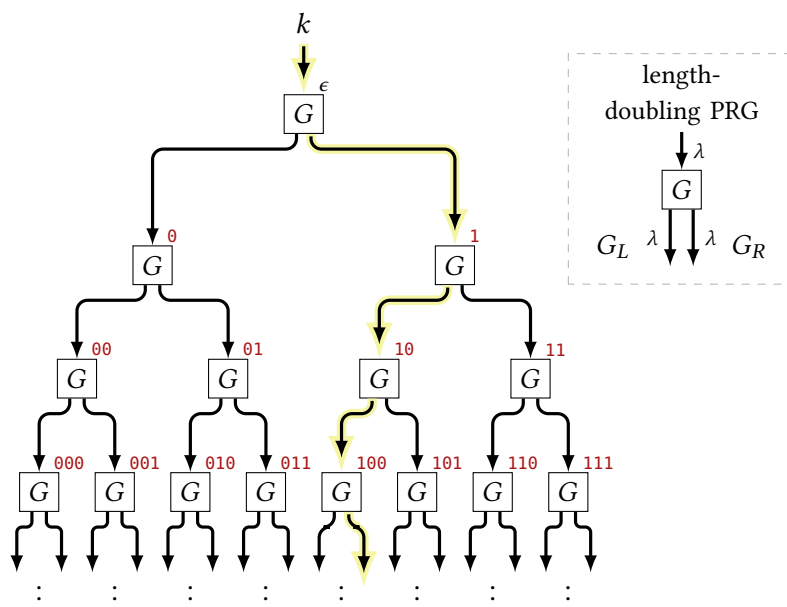 k
ϵ
G
length-
doubling PRG
λ
G
G_L λ λ G_R
0 1
G G
00 01 10 11
G G G G
000 001 010 011 100 101 110 111
G G G G G G G G
: : : : : : : :